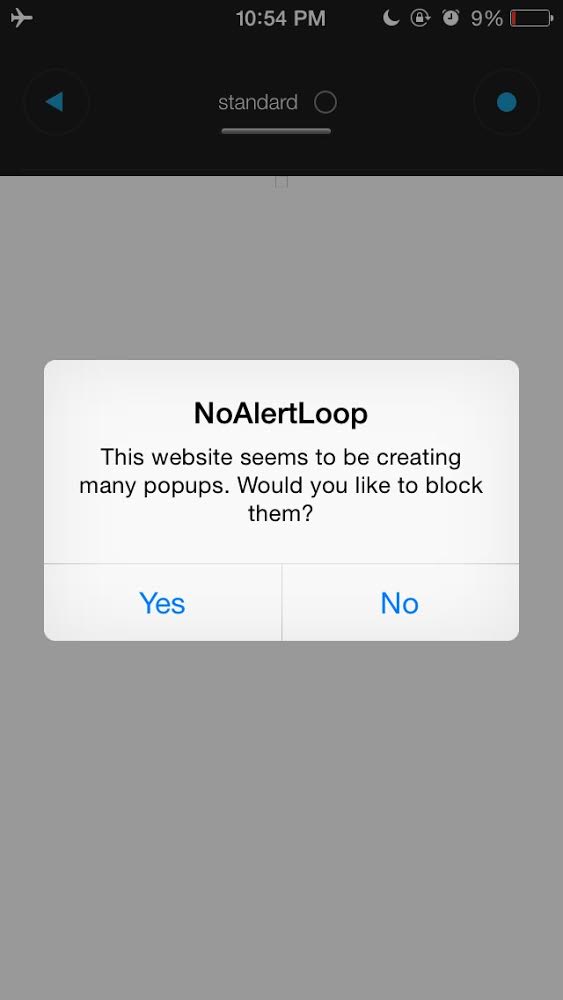 10:54 PM 9%
standard
NoAlertLoop
This website seems to be creating
many popups. Would you like to block
them?
Yes No